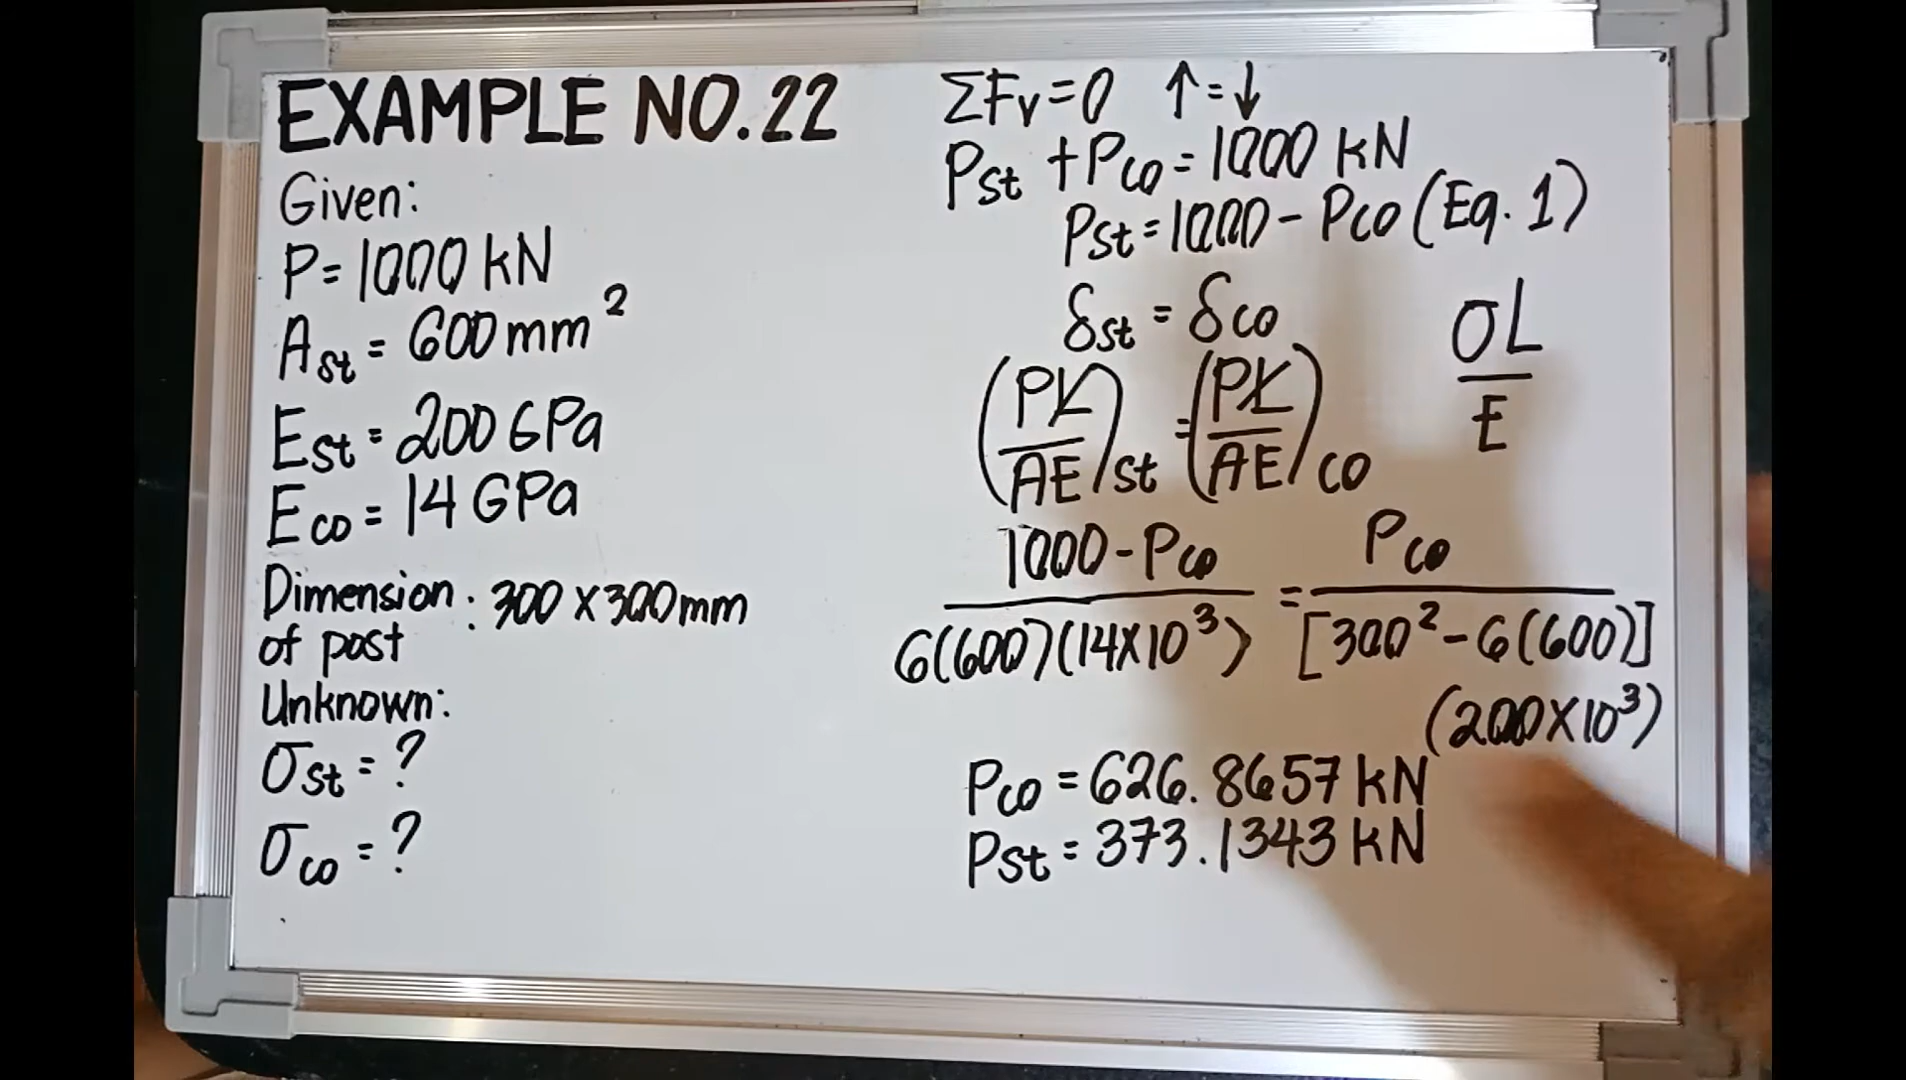 EXAMPLE NO.22
Given:
P = 1000 kN
Ast = 600 mm²
Est = 200 GPa
Eco = 14 GPa
Dimension : 300 x 300 mm
of post
Unknown:
σst = ?
σco = ?
ΣFv = 0 ↑ = ↓
Pst + Pco = 1000 kN
Pst = 1000 - Pco (Eq. 1)
δst = δco
(PL/AE)st = (PL/AE)co
σL/E
(1000 - Pco)/(6(600)(14x10³)) = Pco/([300² - 6(600)](200x10³))
Pco = 626.8657 kN
Pst = 373.1343 kN